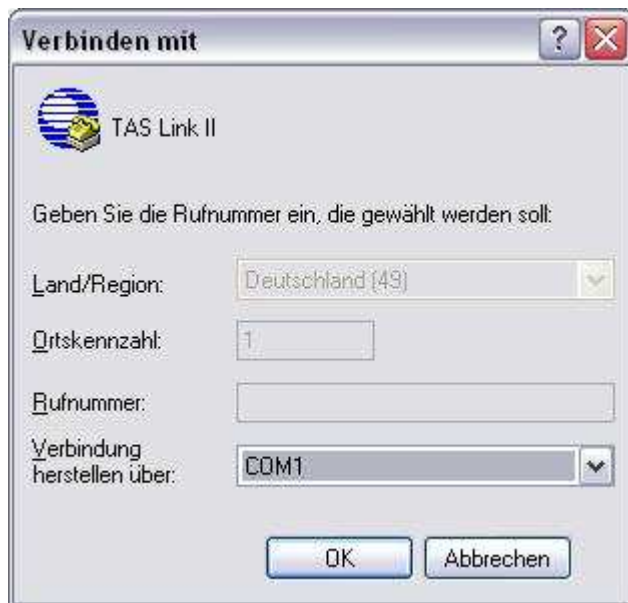 Verbinden mit
TAS Link II
Geben Sie die Rufnummer ein, die gewählt werden soll:
Land/Region: Deutschland (49)
Ortskennzahl: 1
Rufnummer:
Verbindung
herstellen über: COM1
OK Abbrechen